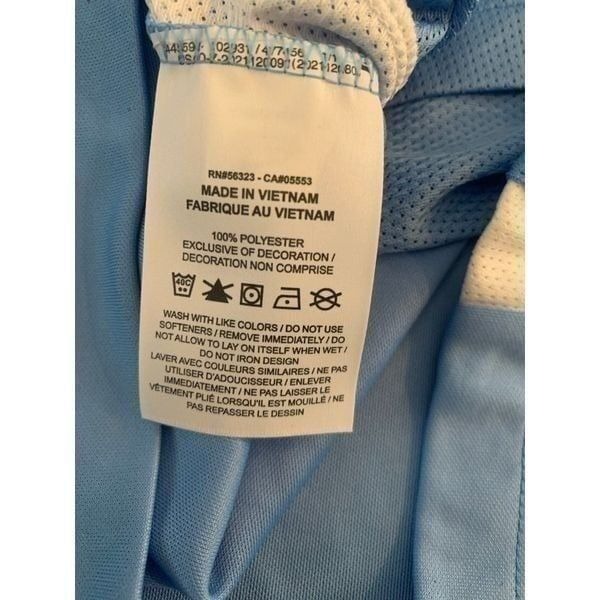 RN#56323 - CA#05553
MADE IN VIETNAM
FABRIQUE AU VIETNAM
100% POLYESTER
EXCLUSIVE OF DECORATION /
DECORATION NON COMPRISE
40C
WASH WITH LIKE COLORS / DO NOT USE
SOFTENERS / REMOVE IMMEDIATELY / DO
NOT ALLOW TO LAY ON ITSELF WHEN WET /
DO NOT IRON DESIGN
LAVER AVEC COULEURS SIMILAIRES / NE PAS
UTILISER D'ADOUCISSEUR / ENLEVER
IMMEDIATEMENT / NE PAS LAISSER LE
VÊTEMENT PLIÉ LORSQU'IL EST MOUILLÉ / NE
PAS REPASSER LE DESSIN